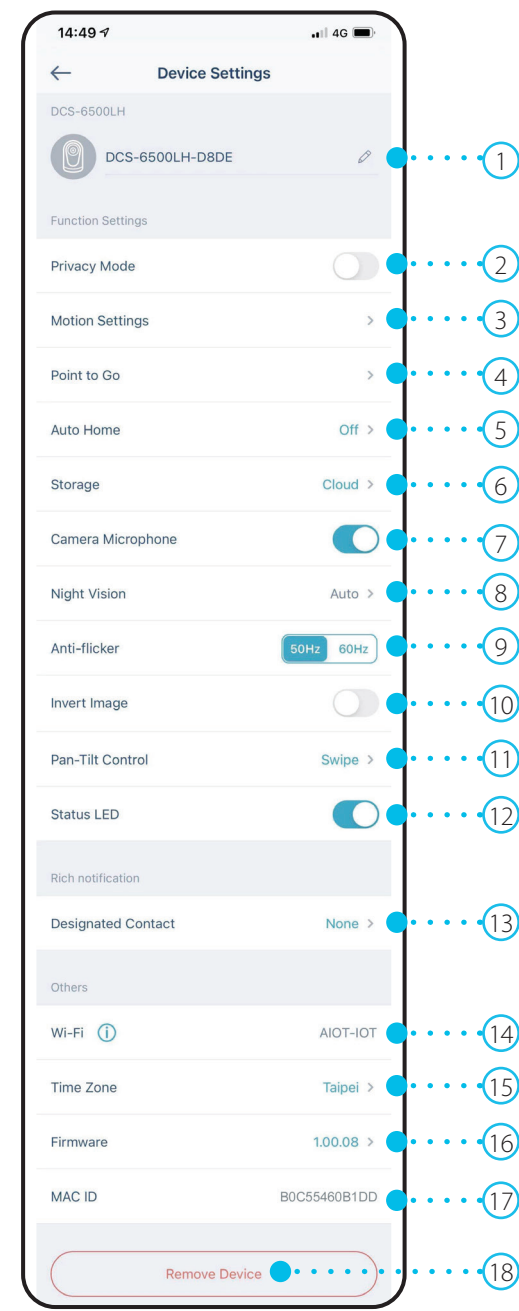 14:49 4G
Device Settings
DCS-6500LH
DCS-6500LH-D8DE 1
Function Settings
Privacy Mode 2
Motion Settings 3
Point to Go 4
Auto Home Off 5
Storage Cloud 6
Camera Microphone 7
Night Vision Auto 8
Anti-flicker 50Hz 60Hz 9
Invert Image 10
Pan-Tilt Control Swipe 11
Status LED 12
Rich notification
Designated Contact None 13
Others
Wi-Fi i AIOT-IOT 14
Time Zone Taipei 15
Firmware 1.00.08 16
MAC ID B0C55460B1DD 17
Remove Device 18